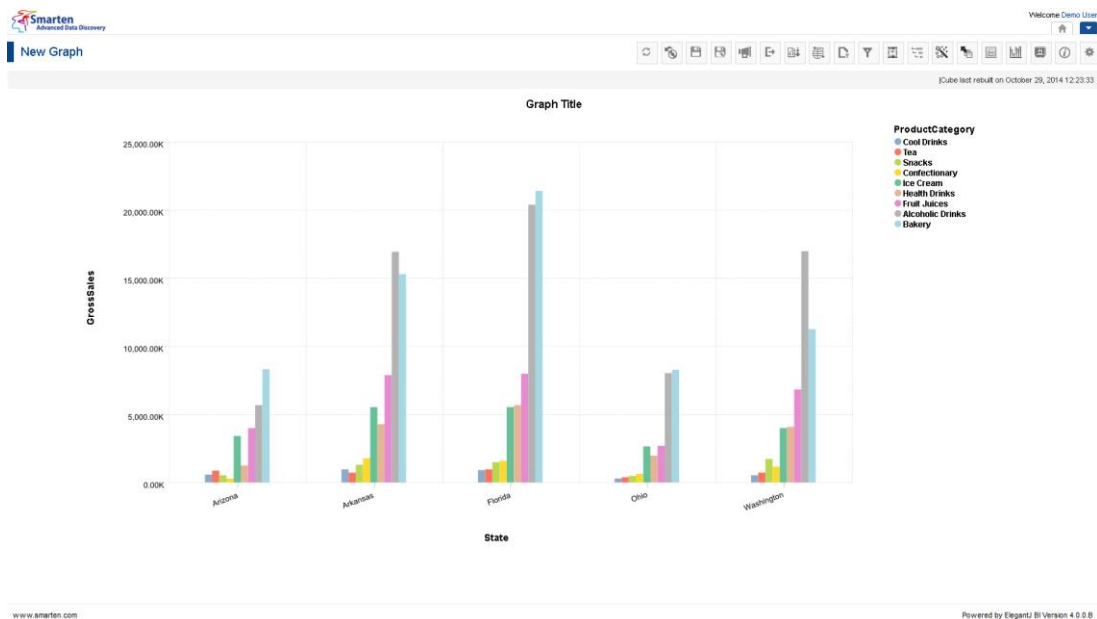 Smarten
Advanced Data Discovery
Welcome Demo User
New Graph
|Cube last rebuilt on October 29, 2014 12:23:33
Graph Title
ProductCategory
Cool Drinks
Tea
Snacks
Confectionary
Ice Cream
Health Drinks
Fruit Juices
Alcoholic Drinks
Bakery
25,000.00K
20,000.00K
15,000.00K
10,000.00K
5,000.00K
0.00K
GrossSales
Arizona
Arkansas
Florida
Ohio
Washington
State
www.smarten.com
Powered by ElegantJ BI Version 4.0.0.B